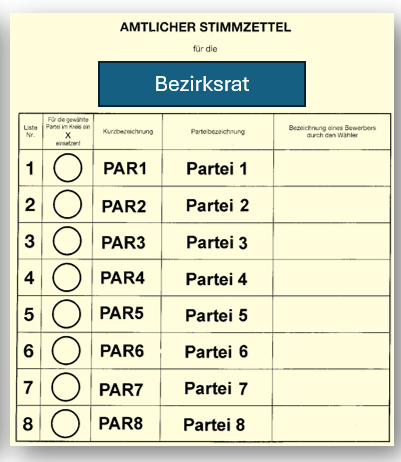 AMTLICHER STIMMZETTEL
für die
Bezirksrat
Liste Nr. Für die gewählte Partei im Kreis ein X einsetzen! Kurzbezeichnung Parteibezeichnung Bezeichnung eines Bewerbers durch den Wähler
1 PAR1 Partei 1
2 PAR2 Partei 2
3 PAR3 Partei 3
4 PAR4 Partei 4
5 PAR5 Partei 5
6 PAR6 Partei 6
7 PAR7 Partei 7
8 PAR8 Partei 8